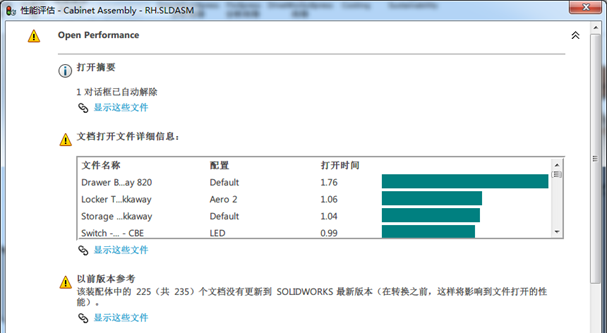 性能评估 - Cabinet Assembly - RH.SLDASM
Open Performance
打开摘要
1 对话框已自动解除
显示这些文件
文档打开文件详细信息：
文件名称 配置 打开时间
Drawer B...ay 820 Default 1.76
Locker T...kkaway Aero 2 1.06
Storage ...kkaway Default 1.04
Switch -... - CBE LED 0.99
显示这些文件
以前版本参考
该装配体中的 225（共 235）个文档没有更新到 SOLIDWORKS 最新版本（在转换之前，这样将影响到文件打开的性
能）。
显示这些文件